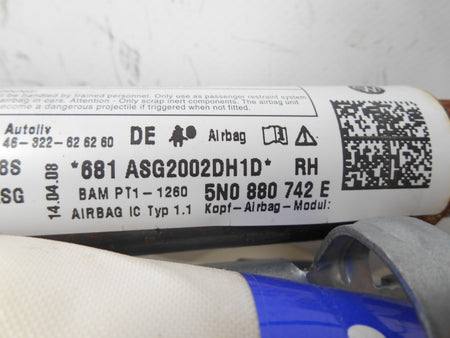 be handled by trained personnel. Only use as passenger restraint system
airbag in cars. Attention - Only scrap inert components. The airbag unit
become a dangerous projectile if triggered when not fitted.
Autoliv
46-322-626260
DE
Airbag
8S
*681 ASG2002DH1D*
RH
SG
14.04.08
BAM PT1-1260
5N0 880 742 E
AIRBAG IC Typ 1.1
Kopf-Airbag-Modul: